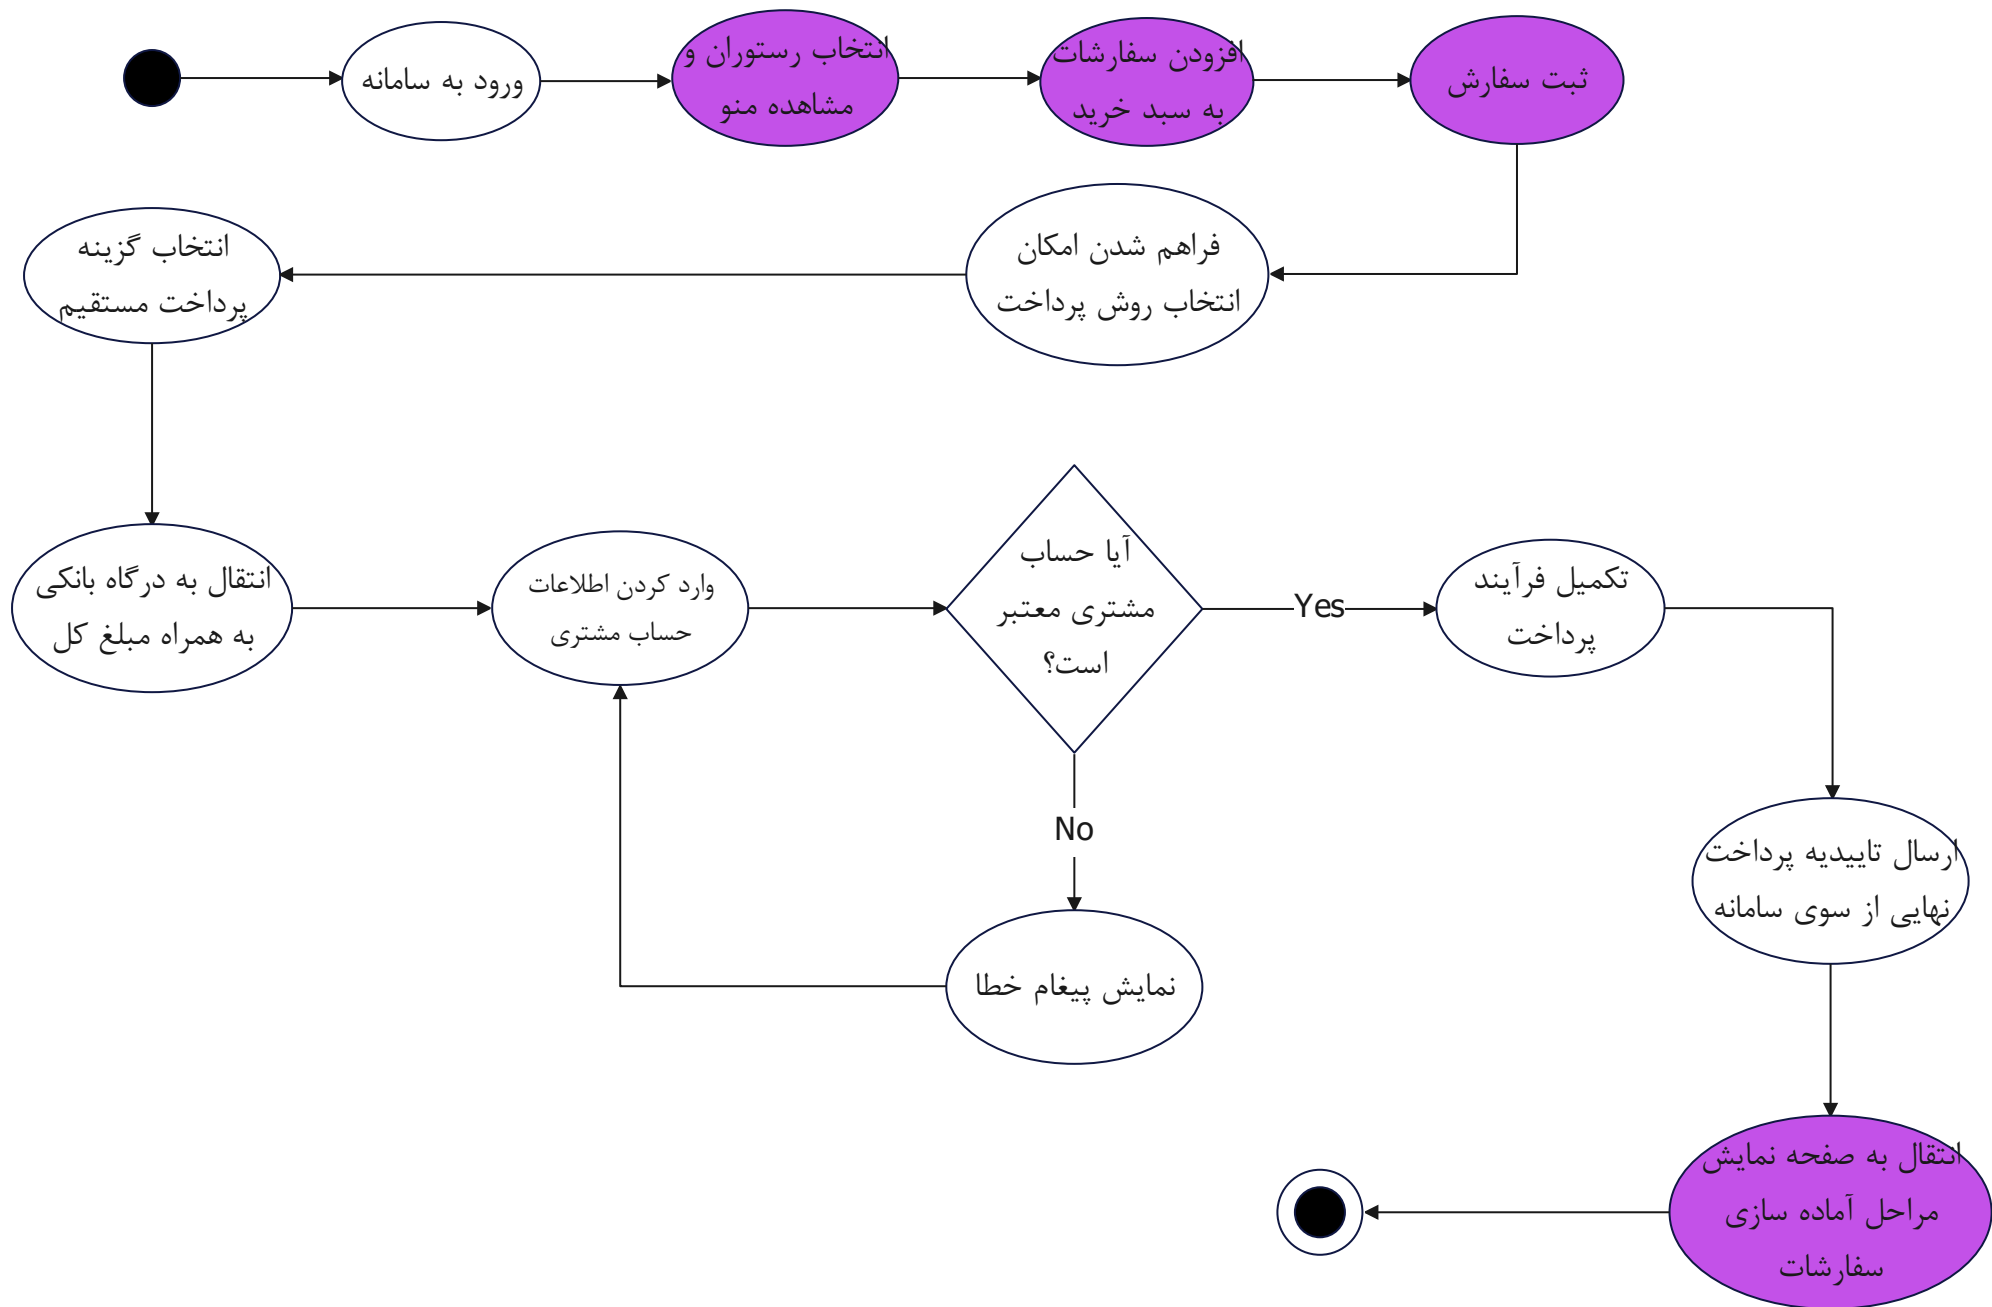 ورود به سامانه
انتخاب رستوران و
مشاهده منو
افزودن سفارشات
به سبد خرید
ثبت سفارش
فراهم شدن امکان
انتخاب روش پرداخت
انتخاب گزینه
پرداخت مستقیم
انتقال به درگاه بانکی
به همراه مبلغ کل
وارد کردن اطلاعات
حساب مشتری
آیا حساب
مشتری معتبر
است؟
Yes
تکمیل فرآیند
پرداخت
No
نمایش پیغام خطا
ارسال تاییدیه پرداخت
نهایی از سوی سامانه
انتقال به صفحه نمایش
مراحل آماده سازی
سفارشات